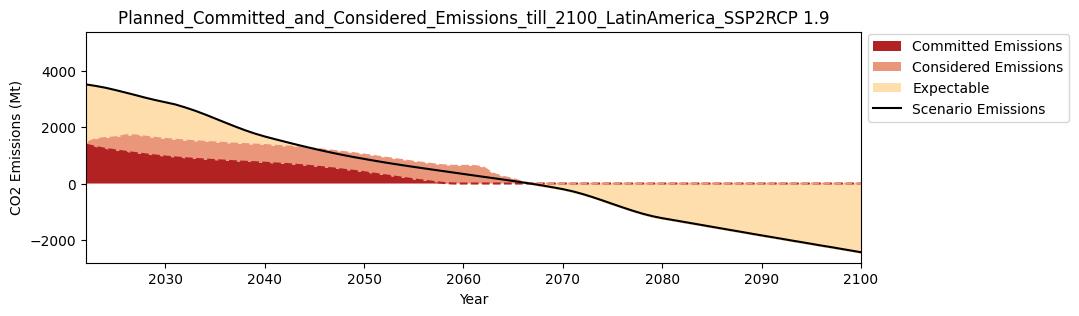 Planned_Committed_and_Considered_Emissions_till_2100_LatinAmerica_SSP2RCP 1.9
Committed Emissions
Considered Emissions
Expectable
Scenario Emissions
CO2 Emissions (Mt)
4000
2000
0
−2000
2030 2040 2050 2060 2070 2080 2090 2100
Year